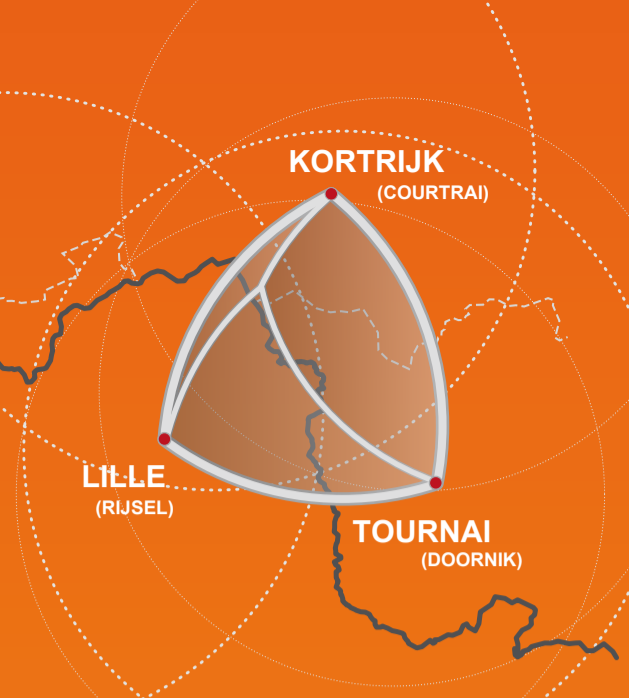 KORTRIJK
(COURTRAI)
LILLE
(RIJSEL)
TOURNAI
(DOORNIK)